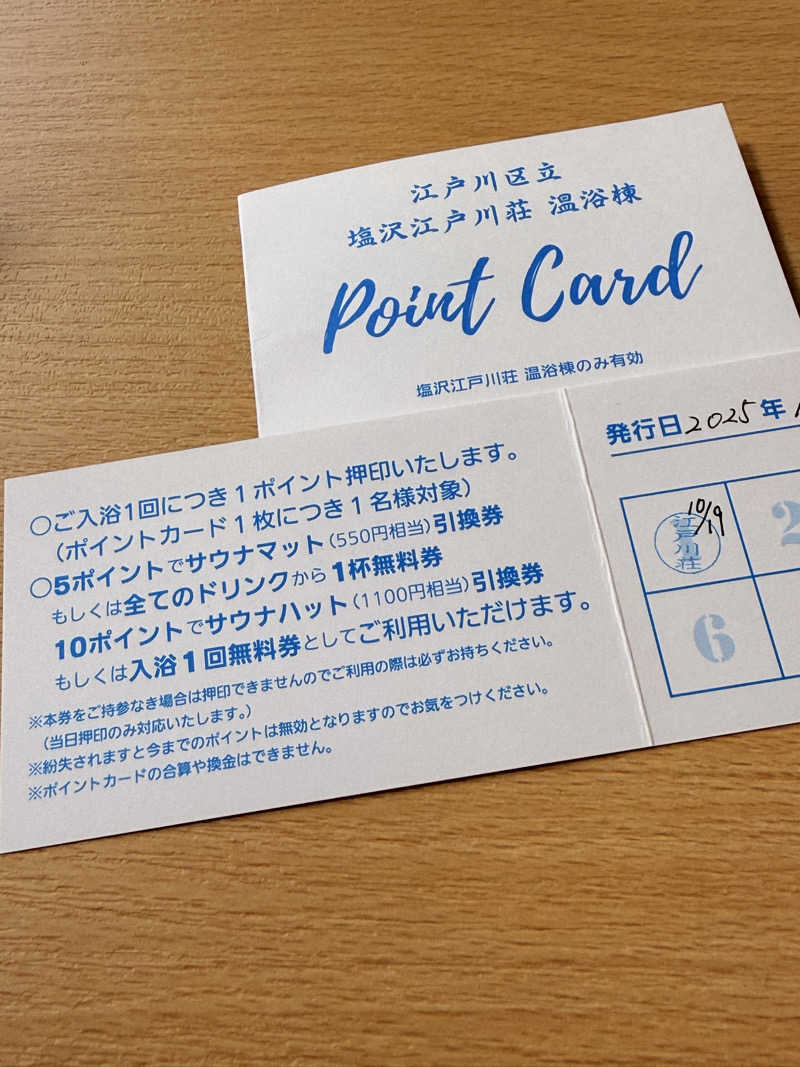 江戸川区立
塩沢江戸川荘 温浴棟
Point Card
塩沢江戸川荘 温浴棟のみ有効
○ご入浴1回につき1ポイント押印いたします。
（ポイントカード1枚につき1名様対象）
○5ポイントでサウナマット（550円相当）引換券
もしくは全てのドリンクから1杯無料券
10ポイントでサウナハット（1100円相当）引換券
もしくは入浴1回無料券としてご利用いただけます。
※本券をご持参なき場合は押印できませんのでご利用の際は必ずお持ちください。
（当日押印のみ対応いたします。）
※紛失されますと今までのポイントは無効となりますのでお気をつけください。
※ポイントカードの合算や換金はできません。
発行日2025年1
10/19
江戸川荘
2
6